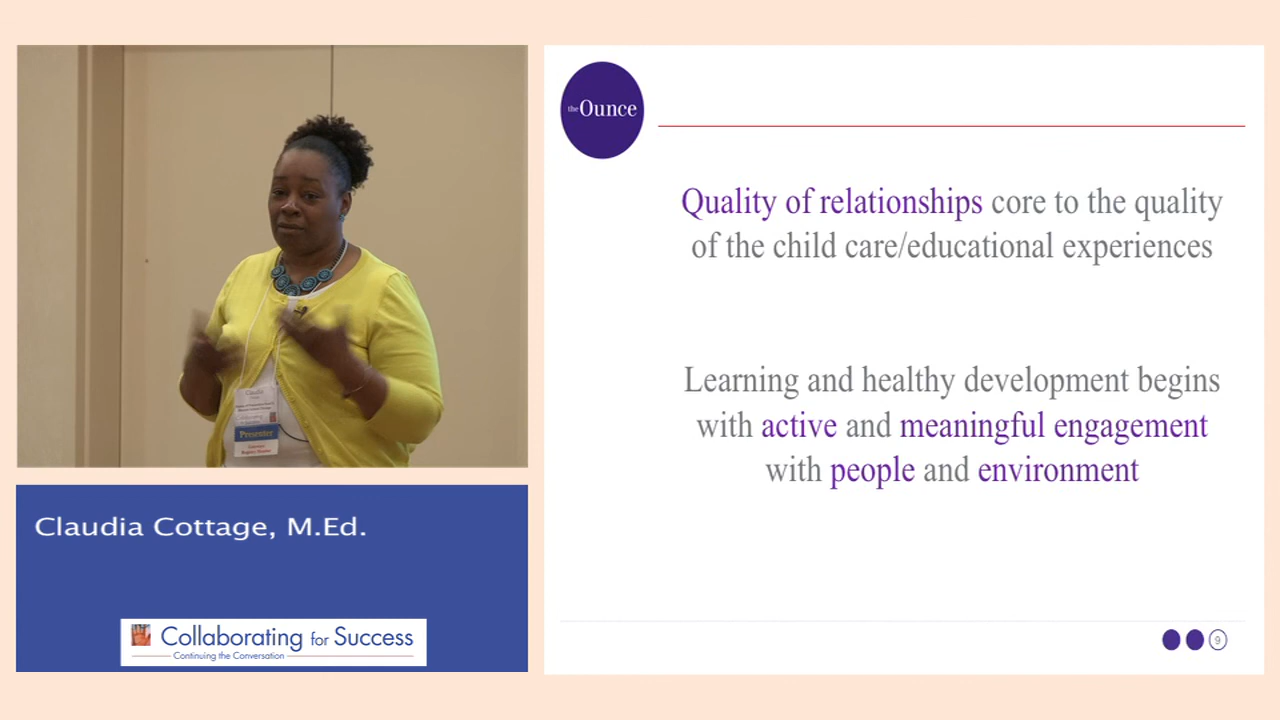 Claudia
Presenter
Claudia Cottage, M.Ed.
Collaborating for Success
Continuing the Conversation
the Ounce
Quality of relationships core to the quality
of the child care/educational experiences
Learning and healthy development begins
with active and meaningful engagement
with people and environment
9